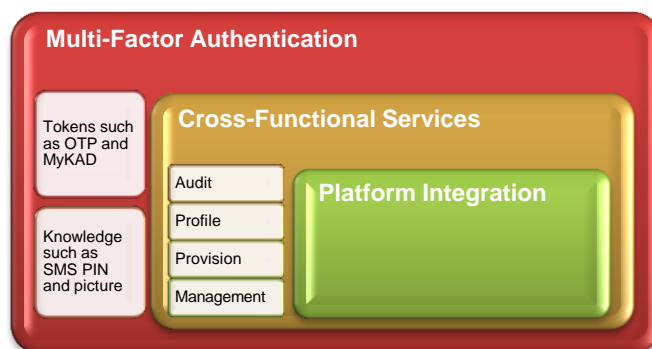 Multi-Factor Authentication
Tokens such
as OTP and
MyKAD
Knowledge
such as
SMS PIN
and picture
Cross-Functional Services
Audit
Profile
Provision
Management
Platform Integration